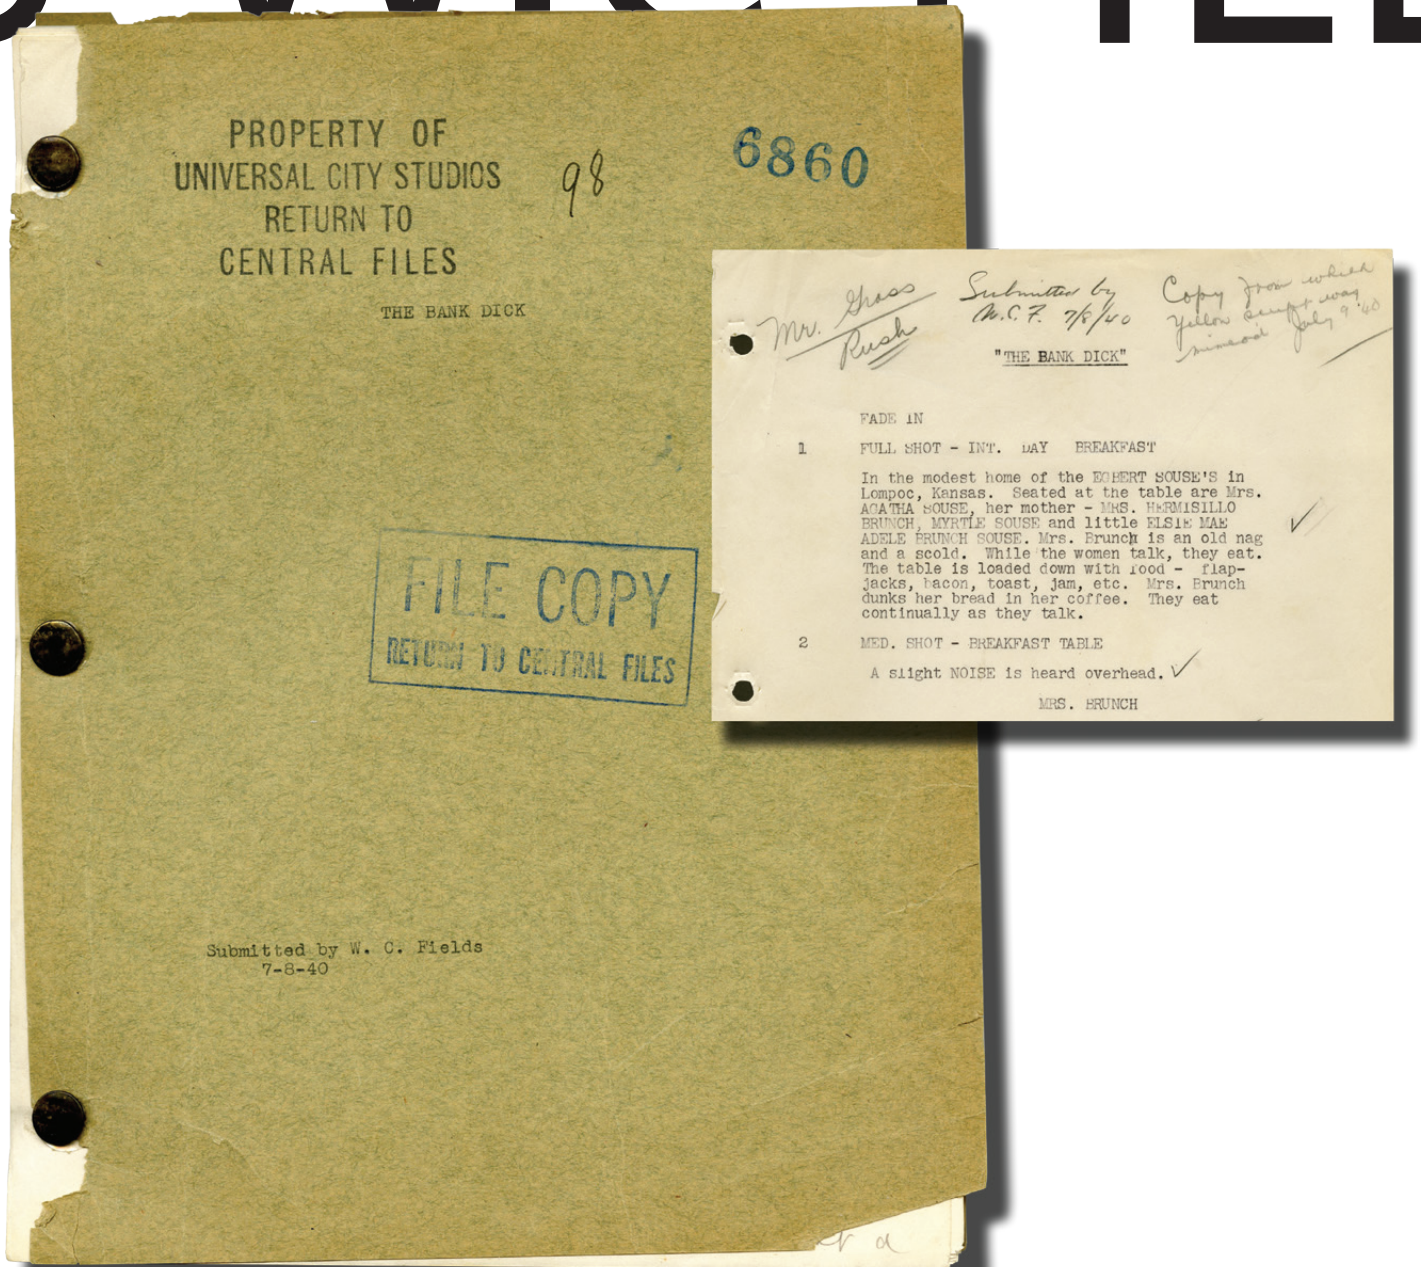 PROPERTY OF
UNIVERSAL CITY STUDIOS
RETURN TO
CENTRAL FILES
98
6860
THE BANK DICK
FILE COPY
RETURN TO CENTRAL FILES
Submitted by W. C. Fields
7-8-40
Mr. Grass
Rush
Submitted by
W.C.F. 7/8/40
Copy from which
yellow script was
mimeod July 9 '40
"THE BANK DICK"
FADE IN
1 FULL SHOT - INT. DAY BREAKFAST
In the modest home of the EGBERT SOUSE'S in
Lompoc, Kansas. Seated at the table are Mrs.
AGATHA SOUSE, her mother - MRS. HERMISILLO
BRUNCH, MYRTLE SOUSE and little ELSIE MAE
ADELE BRUNCH SOUSE. Mrs. Brunch is an old nag
and a scold. While the women talk, they eat.
The table is loaded down with food - flap-
jacks, bacon, toast, jam, etc. Mrs. Brunch
dunks her bread in her coffee. They eat
continually as they talk.
2 MED. SHOT - BREAKFAST TABLE
A slight NOISE is heard overhead.
MRS. BRUNCH